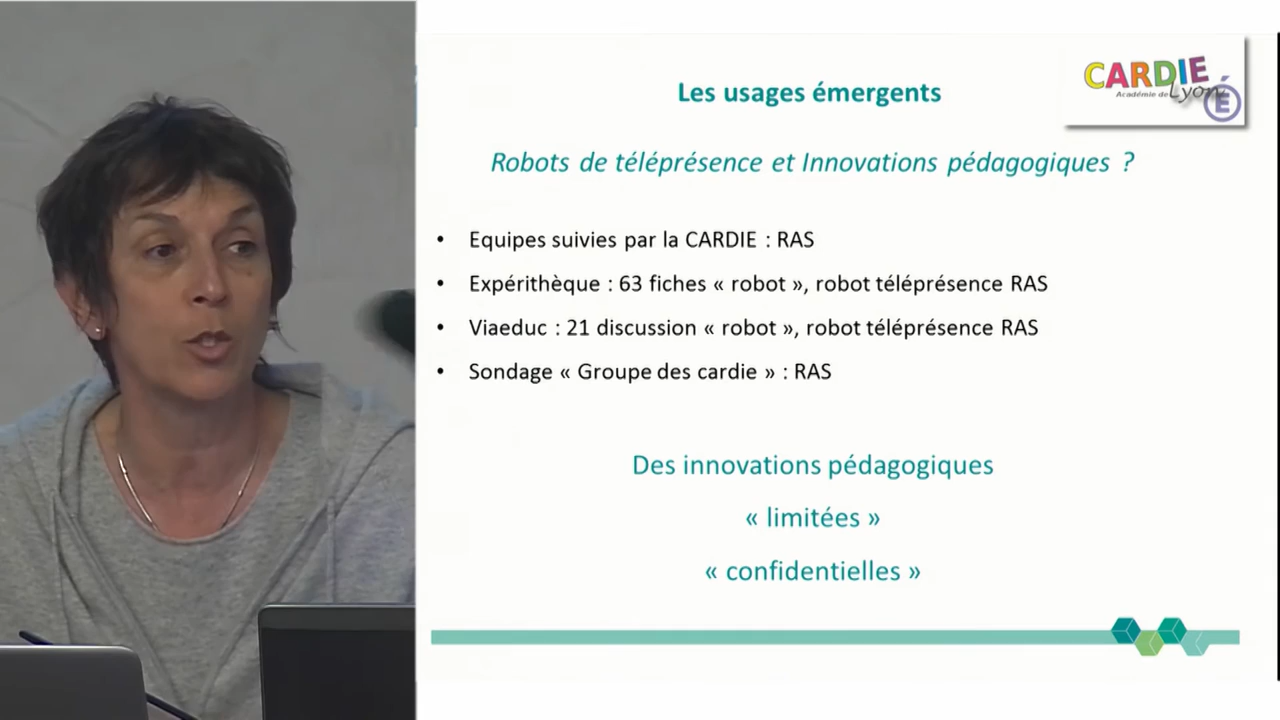 CARDIE
Académie de Lyon
É
Les usages émergents
Robots de téléprésence et Innovations pédagogiques ?
• Equipes suivies par la CARDIE : RAS
• Expérithèque : 63 fiches « robot », robot téléprésence RAS
• Viaeduc : 21 discussion « robot », robot téléprésence RAS
• Sondage « Groupe des cardie » : RAS
Des innovations pédagogiques
« limitées »
« confidentielles »